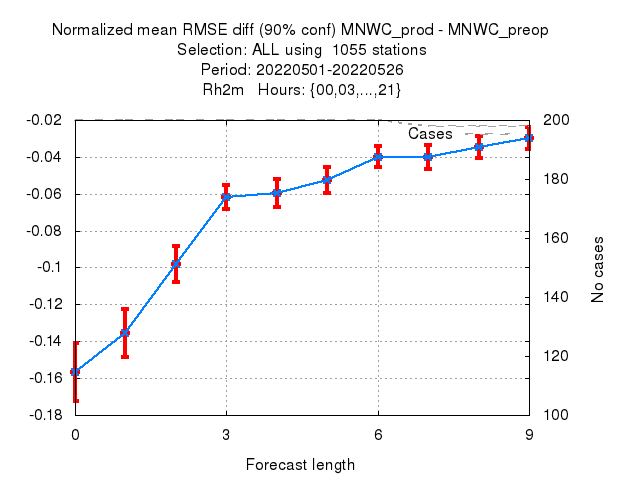 Normalized mean RMSE diff (90% conf) MNWC_prod - MNWC_preop
Selection: ALL using  1055 stations
Period: 20220501-20220526
Rh2m   Hours: {00,03,...,21}
-0.02
-0.04
-0.06
-0.08
-0.1
-0.12
-0.14
-0.16
-0.18
Cases
200
180
160
140
120
100
No cases
0 3 6 9
Forecast length